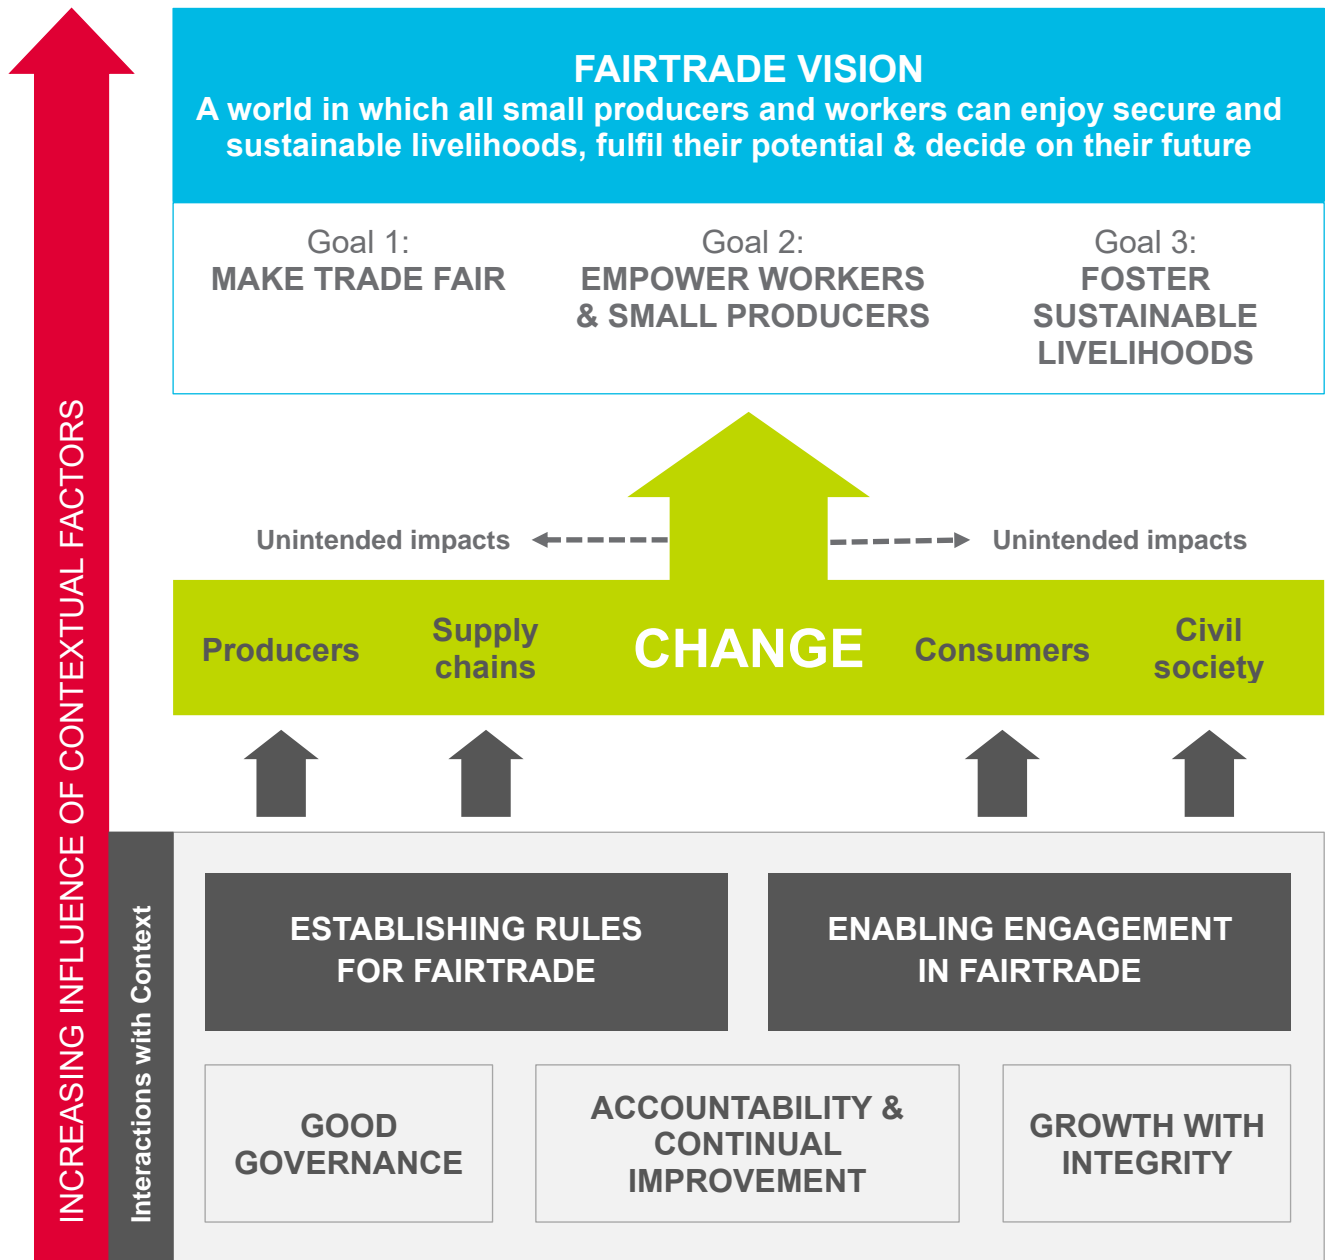 FAIRTRADE VISION
A world in which all small producers and workers can enjoy secure and
sustainable livelihoods, fulfil their potential & decide on their future
Goal 1:
MAKE TRADE FAIR
Goal 2:
EMPOWER WORKERS
& SMALL PRODUCERS
Goal 3:
FOSTER
SUSTAINABLE
LIVELIHOODS
INCREASING INFLUENCE OF CONTEXTUAL FACTORS
Unintended impacts
Unintended impacts
Producers
Supply
chains
CHANGE
Consumers
Civil
society
Interactions with Context
ESTABLISHING RULES
FOR FAIRTRADE
ENABLING ENGAGEMENT
IN FAIRTRADE
GOOD
GOVERNANCE
ACCOUNTABILITY &
CONTINUAL
IMPROVEMENT
GROWTH WITH
INTEGRITY